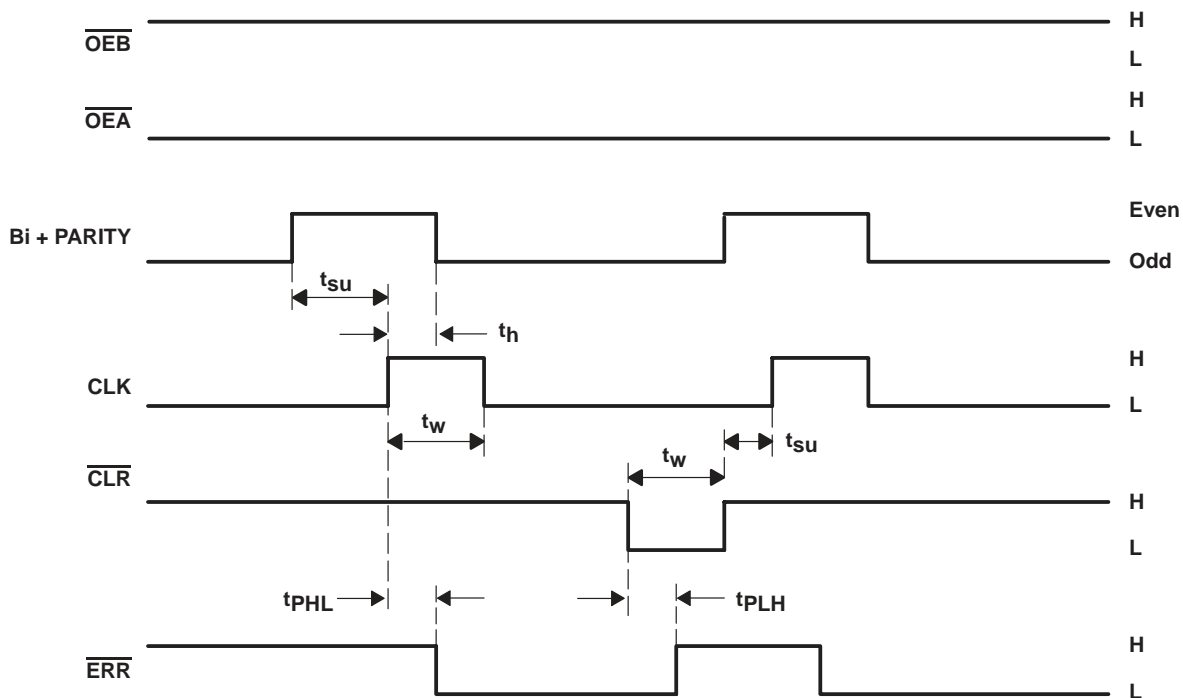 OEB
H
L
OEA
H
L
Bi + PARITY
Even
Odd
tsu
th
CLK
H
L
tw
tsu
CLR
tw
H
L
tPHL
tPLH
ERR
H
L